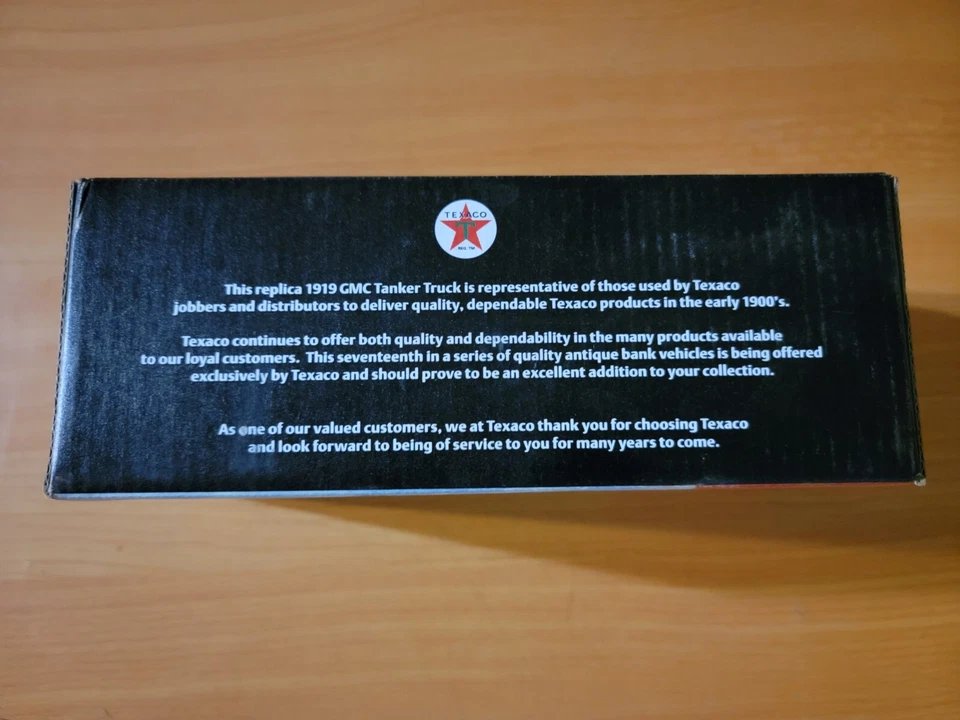 TEXACO
T
REG. TM
This replica 1919 GMC Tanker Truck is representative of those used by Texaco
jobbers and distributors to deliver quality, dependable Texaco products in the early 1900's.
Texaco continues to offer both quality and dependability in the many products available
to our loyal customers. This seventeenth in a series of quality antique bank vehicles is being offered
exclusively by Texaco and should prove to be an excellent addition to your collection.
As one of our valued customers, we at Texaco thank you for choosing Texaco
and look forward to being of service to you for many years to come.